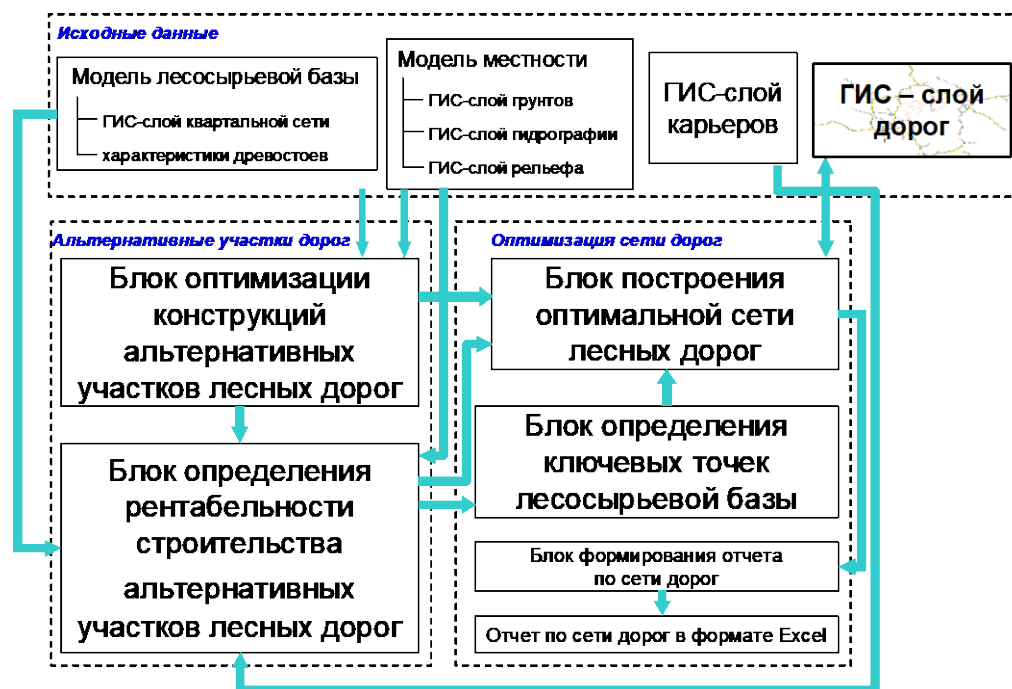 Исходные данные
Модель лесосырьевой базы
ГИС-слой квартальной сети
характеристики древостоев
Модель местности
ГИС-слой грунтов
ГИС-слой гидрографии
ГИС-слой рельефа
ГИС-слой
карьеров
ГИС – слой
дорог
Альтернативные участки дорог
Блок оптимизации
конструкций
альтернативных
участков лесных дорог
Блок определения
рентабельности
строительства
альтернативных
участков лесных дорог
Оптимизация сети дорог
Блок построения
оптимальной сети
лесных дорог
Блок определения
ключевых точек
лесосырьевой базы
Блок формирования отчета
по сети дорог
Отчет по сети дорог в формате Excel